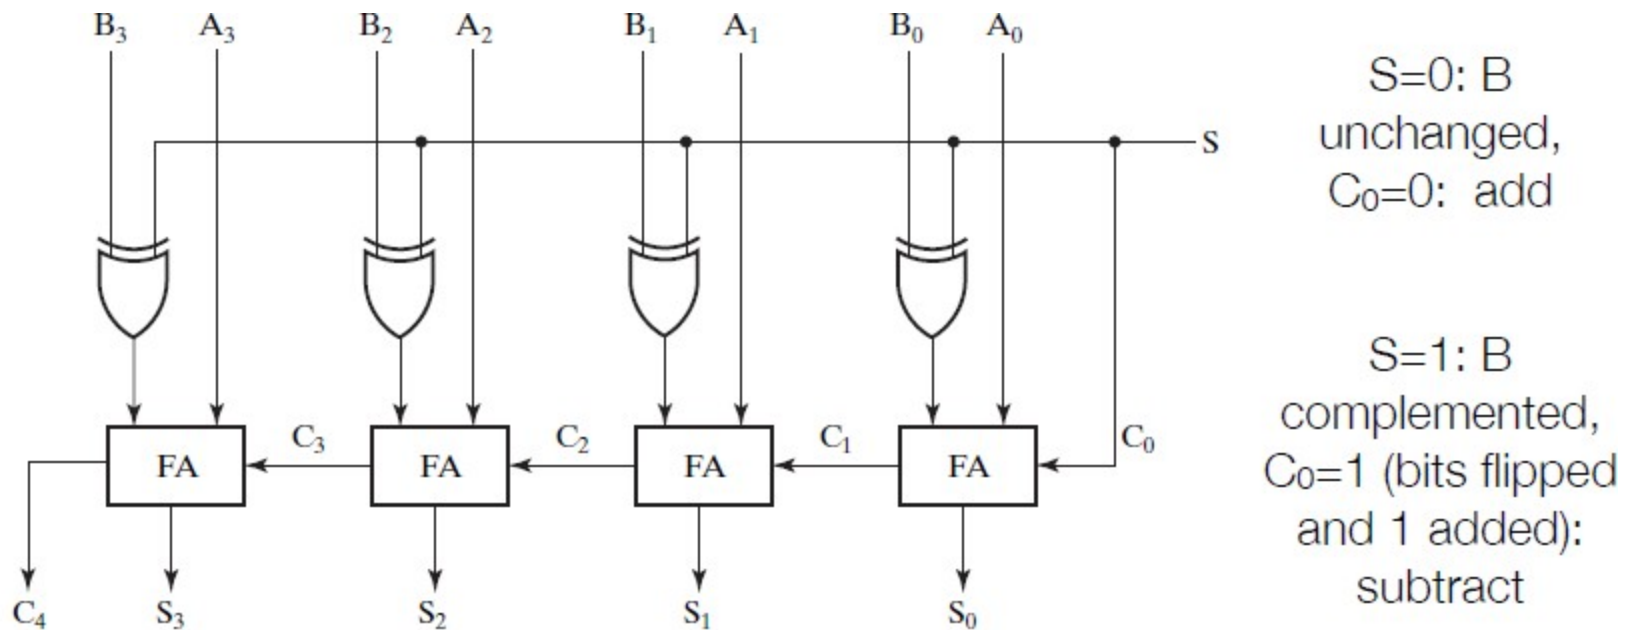 B₃ A₃ B₂ A₂ B₁ A₁ B₀ A₀
S
FA C₃ FA C₂ FA C₁ FA C₀
C₄ S₃ S₂ S₁ S₀
S=0: B
unchanged,
C₀=0: add
S=1: B
complemented,
C₀=1 (bits flipped
and 1 added):
subtract